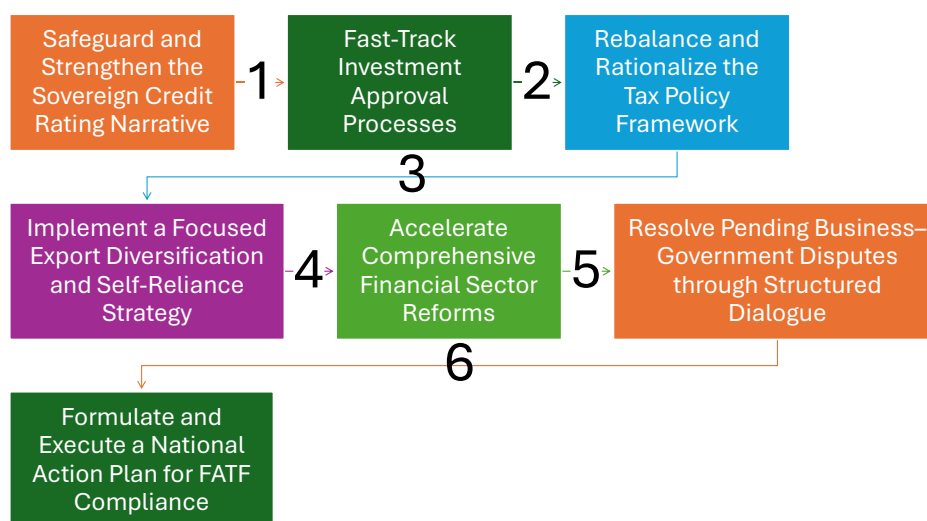 Safeguard and
Strengthen the
Sovereign Credit
Rating Narrative
1
Fast-Track
Investment
Approval
Processes
2
Rebalance and
Rationalize the
Tax Policy
Framework
3
Implement a Focused
Export Diversification
and Self-Reliance
Strategy
4
Accelerate
Comprehensive
Financial Sector
Reforms
5
Resolve Pending Business–
Government Disputes
through Structured
Dialogue
6
Formulate and
Execute a National
Action Plan for FATF
Compliance